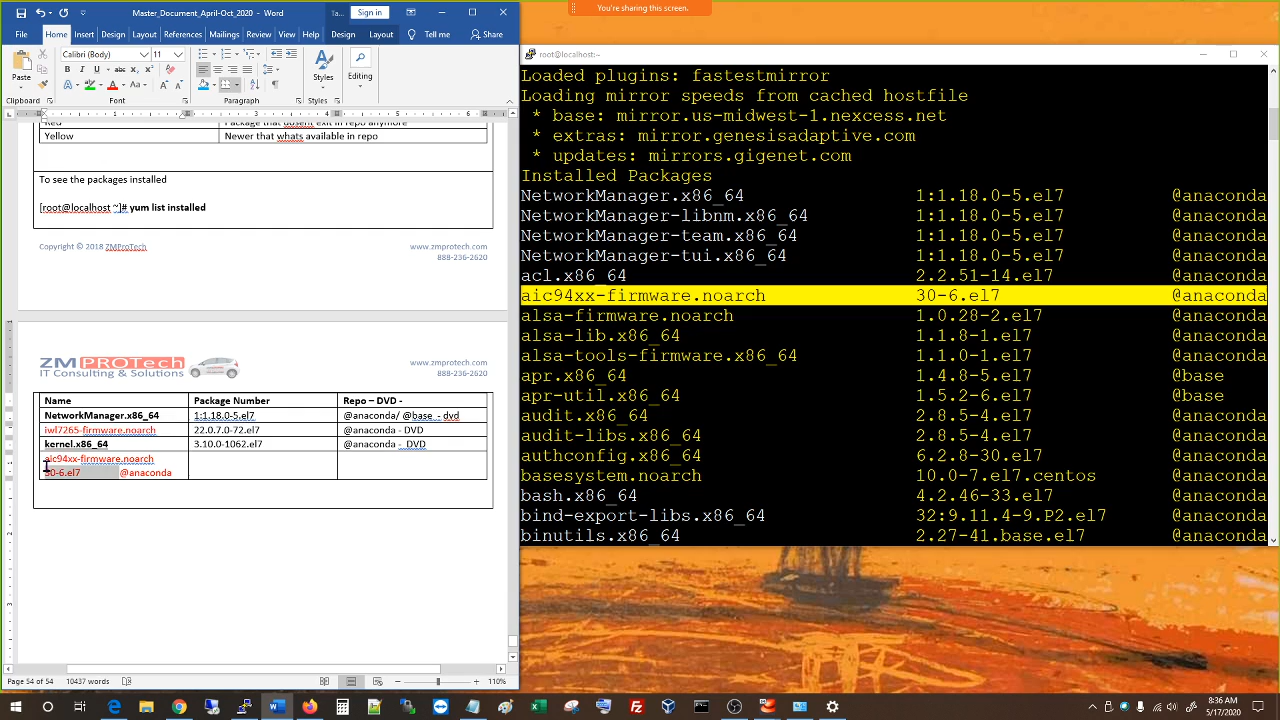 You're sharing this screen.
Master_Document_April-Oct_2020 -
Ta...
Sign in
File Home Insert Design Layout References Mailings Review View Help Design Layout Tell me Share
Calibri (Body) 11
Paste
Styles
Editing
Clipboard Font Paragraph Styles
Yellow Newer that whats available in repo
To see the packages installed
[root@localhost ~]# yum list installed
Copyright © 2018 ZMProTech www.zmprotech.com
888-236-2620
ZM PROTech www.zmprotech.com
IT Consulting & Solutions 888-236-2620
Name Package Number Repo – DVD -
NetworkManager.x86_64 1:1.18.0-5.el7 @anaconda/ @base - dvd
iwl7265-firmware.noarch 22.0.7.0-72.el7 @anaconda - DVD
kernel.x86_64 3.10.0-1062.el7 @anaconda - DVD
aic94xx-firmware.noarch
30-6.el7 @anaconda
Page 54 of 54 10437 words 110%
root@localhost:~
Loaded plugins: fastestmirror
Loading mirror speeds from cached hostfile
* base: mirror.us-midwest-1.nexcess.net
* extras: mirror.genesisadaptive.com
* updates: mirrors.gigenet.com
Installed Packages
NetworkManager.x86_64 1:1.18.0-5.el7 @anaconda
NetworkManager-libnm.x86_64 1:1.18.0-5.el7 @anaconda
NetworkManager-team.x86_64 1:1.18.0-5.el7 @anaconda
NetworkManager-tui.x86_64 1:1.18.0-5.el7 @anaconda
acl.x86_64 2.2.51-14.el7 @anaconda
aic94xx-firmware.noarch 30-6.el7 @anaconda
alsa-firmware.noarch 1.0.28-2.el7 @anaconda
alsa-lib.x86_64 1.1.8-1.el7 @anaconda
alsa-tools-firmware.x86_64 1.1.0-1.el7 @anaconda
apr.x86_64 1.4.8-5.el7 @base
apr-util.x86_64 1.5.2-6.el7 @base
audit.x86_64 2.8.5-4.el7 @anaconda
audit-libs.x86_64 2.8.5-4.el7 @anaconda
authconfig.x86_64 6.2.8-30.el7 @anaconda
basesystem.noarch 10.0-7.el7.centos @anaconda
bash.x86_64 4.2.46-33.el7 @anaconda
bind-export-libs.x86_64 32:9.11.4-9.P2.el7 @anaconda
binutils.x86_64 2.27-41.base.el7 @anaconda
8:36 AM
5/17/2020